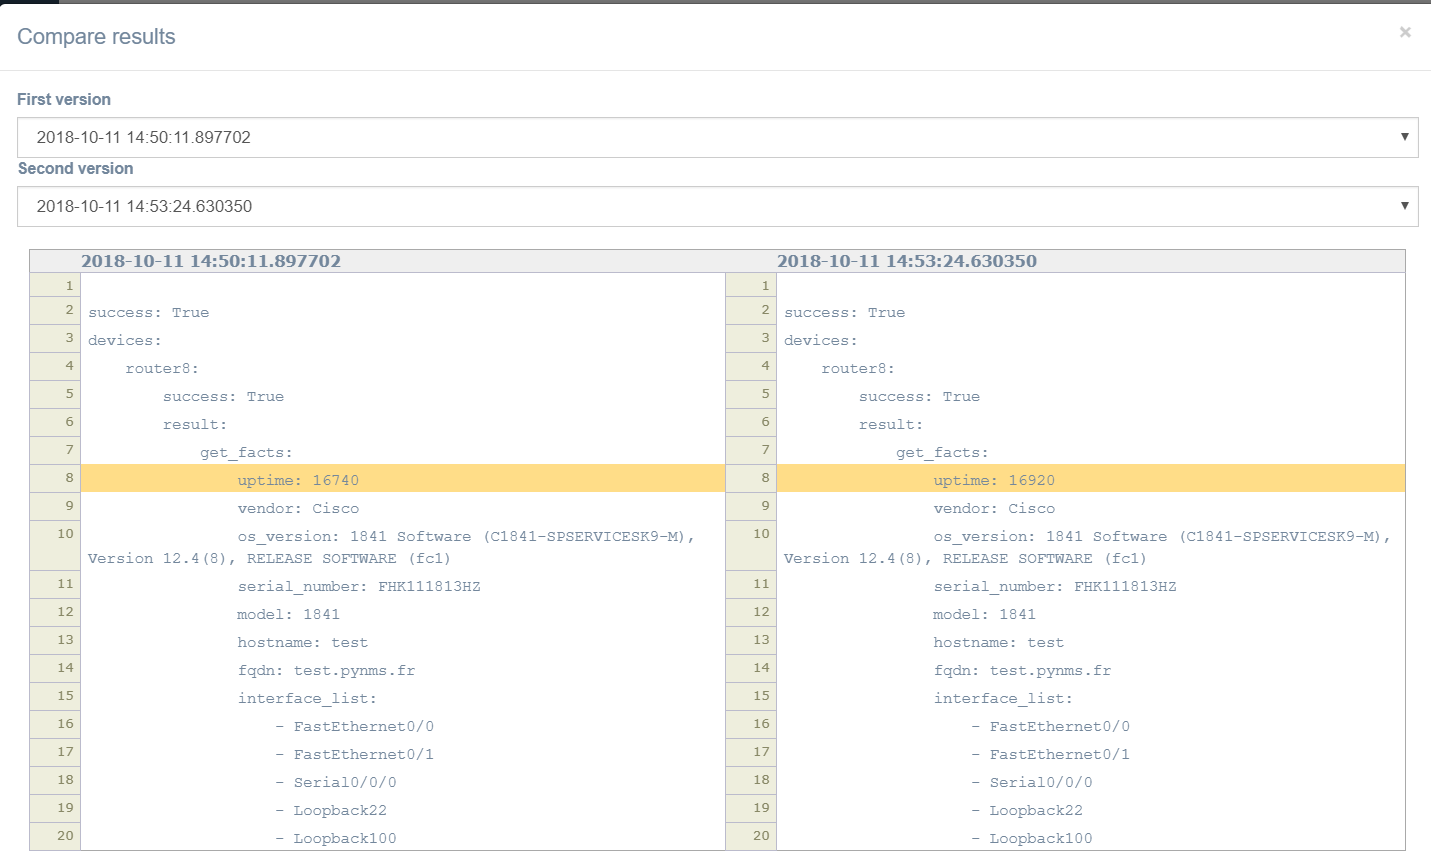 Compare results
×
First version
2018-10-11 14:50:11.897702
Second version
2018-10-11 14:53:24.630350
2018-10-11 14:50:11.897702 2018-10-11 14:53:24.630350
1 1
2 success: True 2 success: True
3 devices: 3 devices:
4 router8: 4 router8:
5 success: True 5 success: True
6 result: 6 result:
7 get_facts: 7 get_facts:
8 uptime: 16740 8 uptime: 16920
9 vendor: Cisco 9 vendor: Cisco
10 os_version: 1841 Software (C1841-SPSERVICESK9-M), 10 os_version: 1841 Software (C1841-SPSERVICESK9-M),
Version 12.4(8), RELEASE SOFTWARE (fc1) Version 12.4(8), RELEASE SOFTWARE (fc1)
11 serial_number: FHK111813HZ 11 serial_number: FHK111813HZ
12 model: 1841 12 model: 1841
13 hostname: test 13 hostname: test
14 fqdn: test.pynms.fr 14 fqdn: test.pynms.fr
15 interface_list: 15 interface_list:
16 - FastEthernet0/0 16 - FastEthernet0/0
17 - FastEthernet0/1 17 - FastEthernet0/1
18 - Serial0/0/0 18 - Serial0/0/0
19 - Loopback22 19 - Loopback22
20 - Loopback100 20 - Loopback100